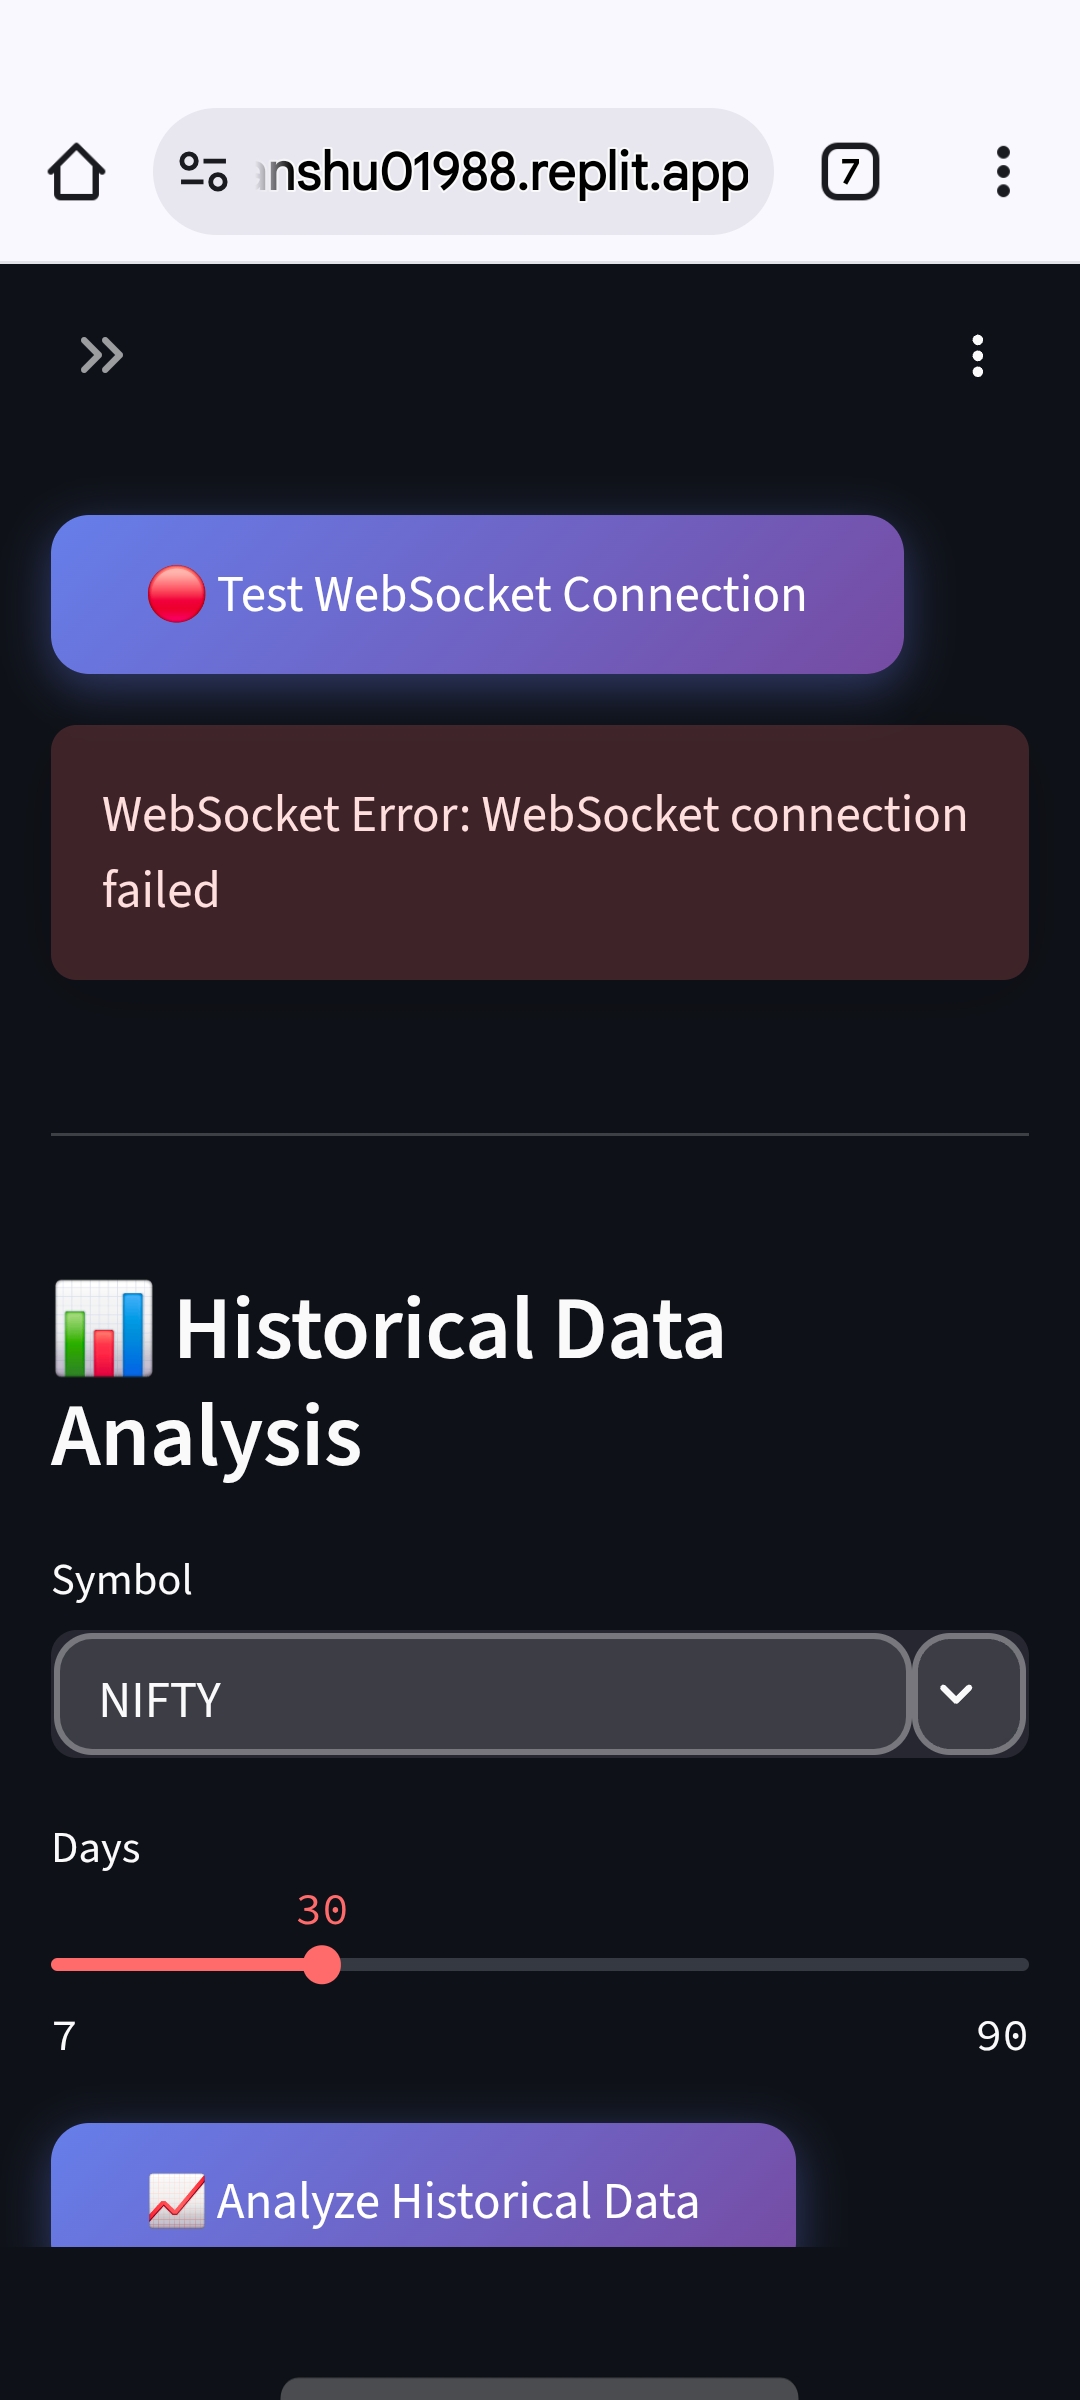 nshu01988.replit.app
7
Test WebSocket Connection
WebSocket Error: WebSocket connection
failed
Historical Data
Analysis
Symbol
NIFTY
Days
30
7
90
Analyze Historical Data